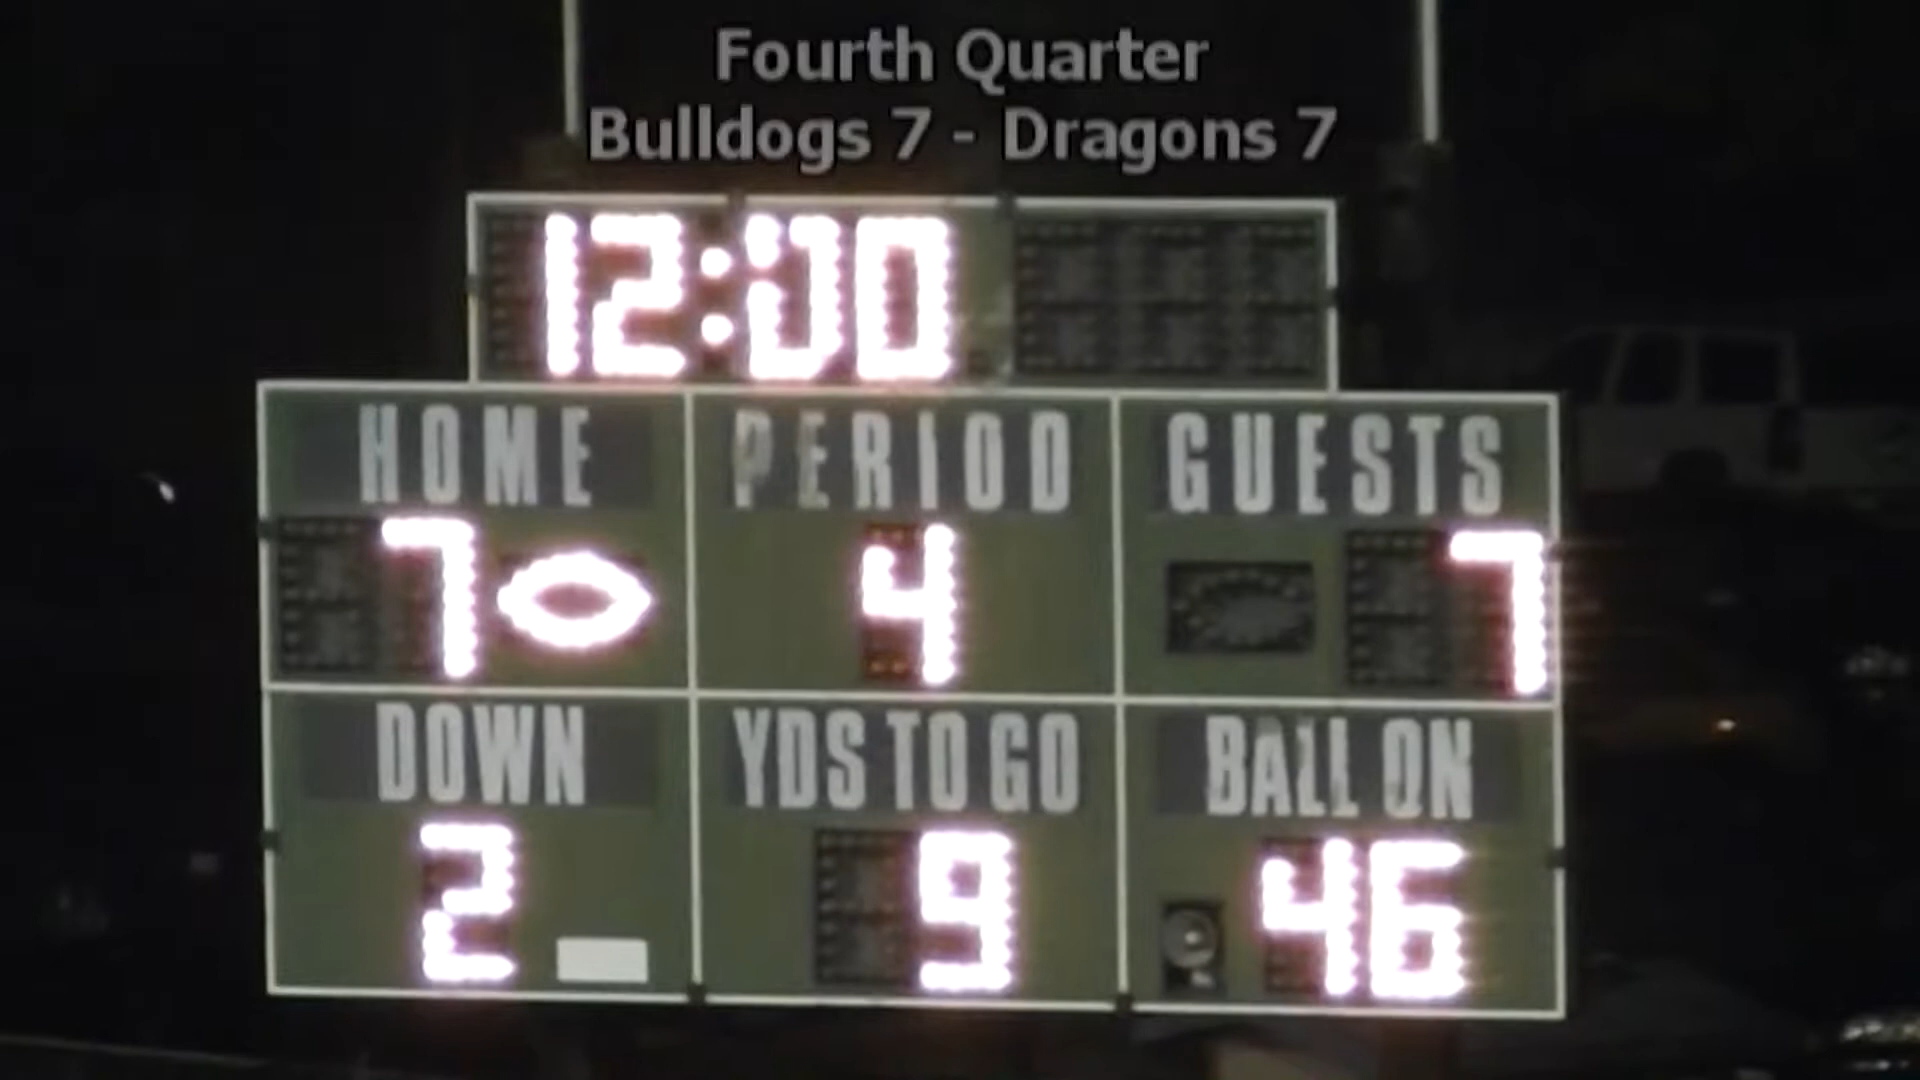 Fourth Quarter
Bulldogs 7 - Dragons 7
12:00
HOME PERIOD GUESTS
7 4 7
DOWN YDS TO GO BALL ON
2 9 46